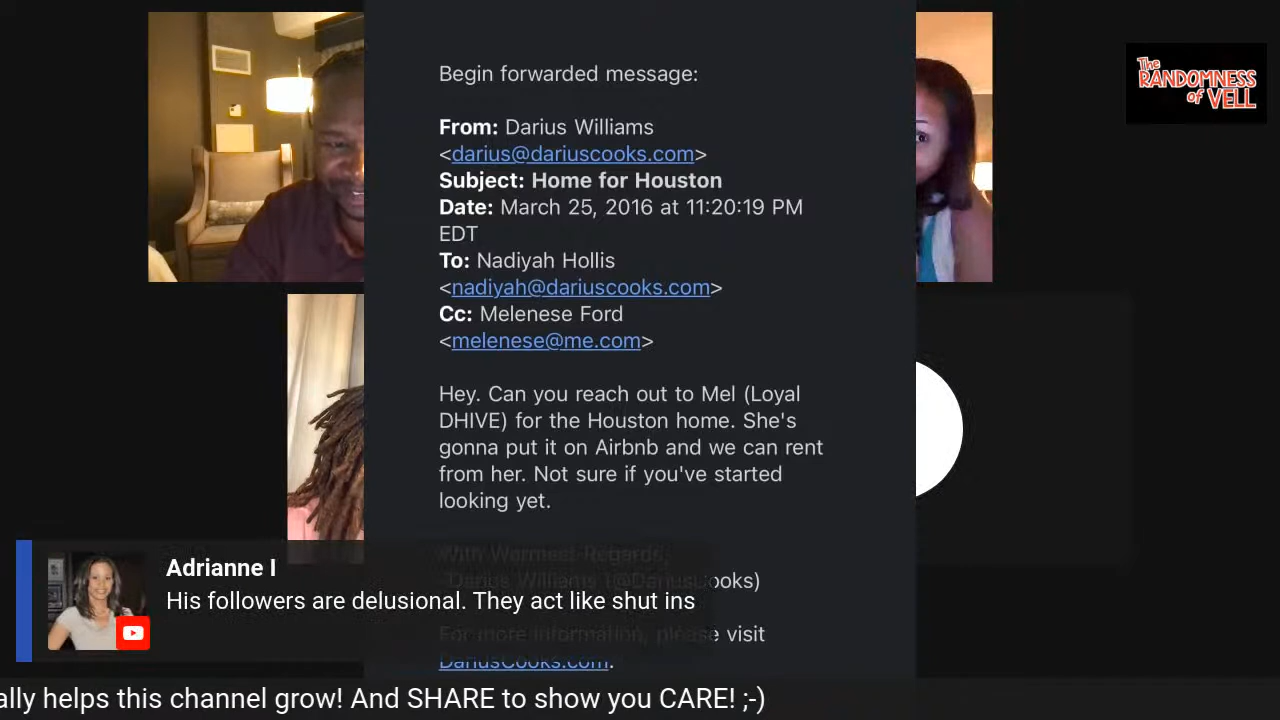 The
RANDOMNESS
of VELL
Begin forwarded message:
From: Darius Williams
<darius@dariuscooks.com>
Subject: Home for Houston
Date: March 25, 2016 at 11:20:19 PM
EDT
To: Nadiyah Hollis
<nadiyah@dariuscooks.com>
Cc: Melenese Ford
<melenese@me.com>
Hey. Can you reach out to Mel (Loyal
DHIVE) for the Houston home. She's
gonna put it on Airbnb and we can rent
from her. Not sure if you've started
looking yet.
With Warmest Regards,
-Darius Williams (@DariusCooks)
For more information, please visit
DariusCooks.com.
Adrianne I
His followers are delusional. They act like shut ins
ally helps this channel grow! And SHARE to show you CARE! ;-)